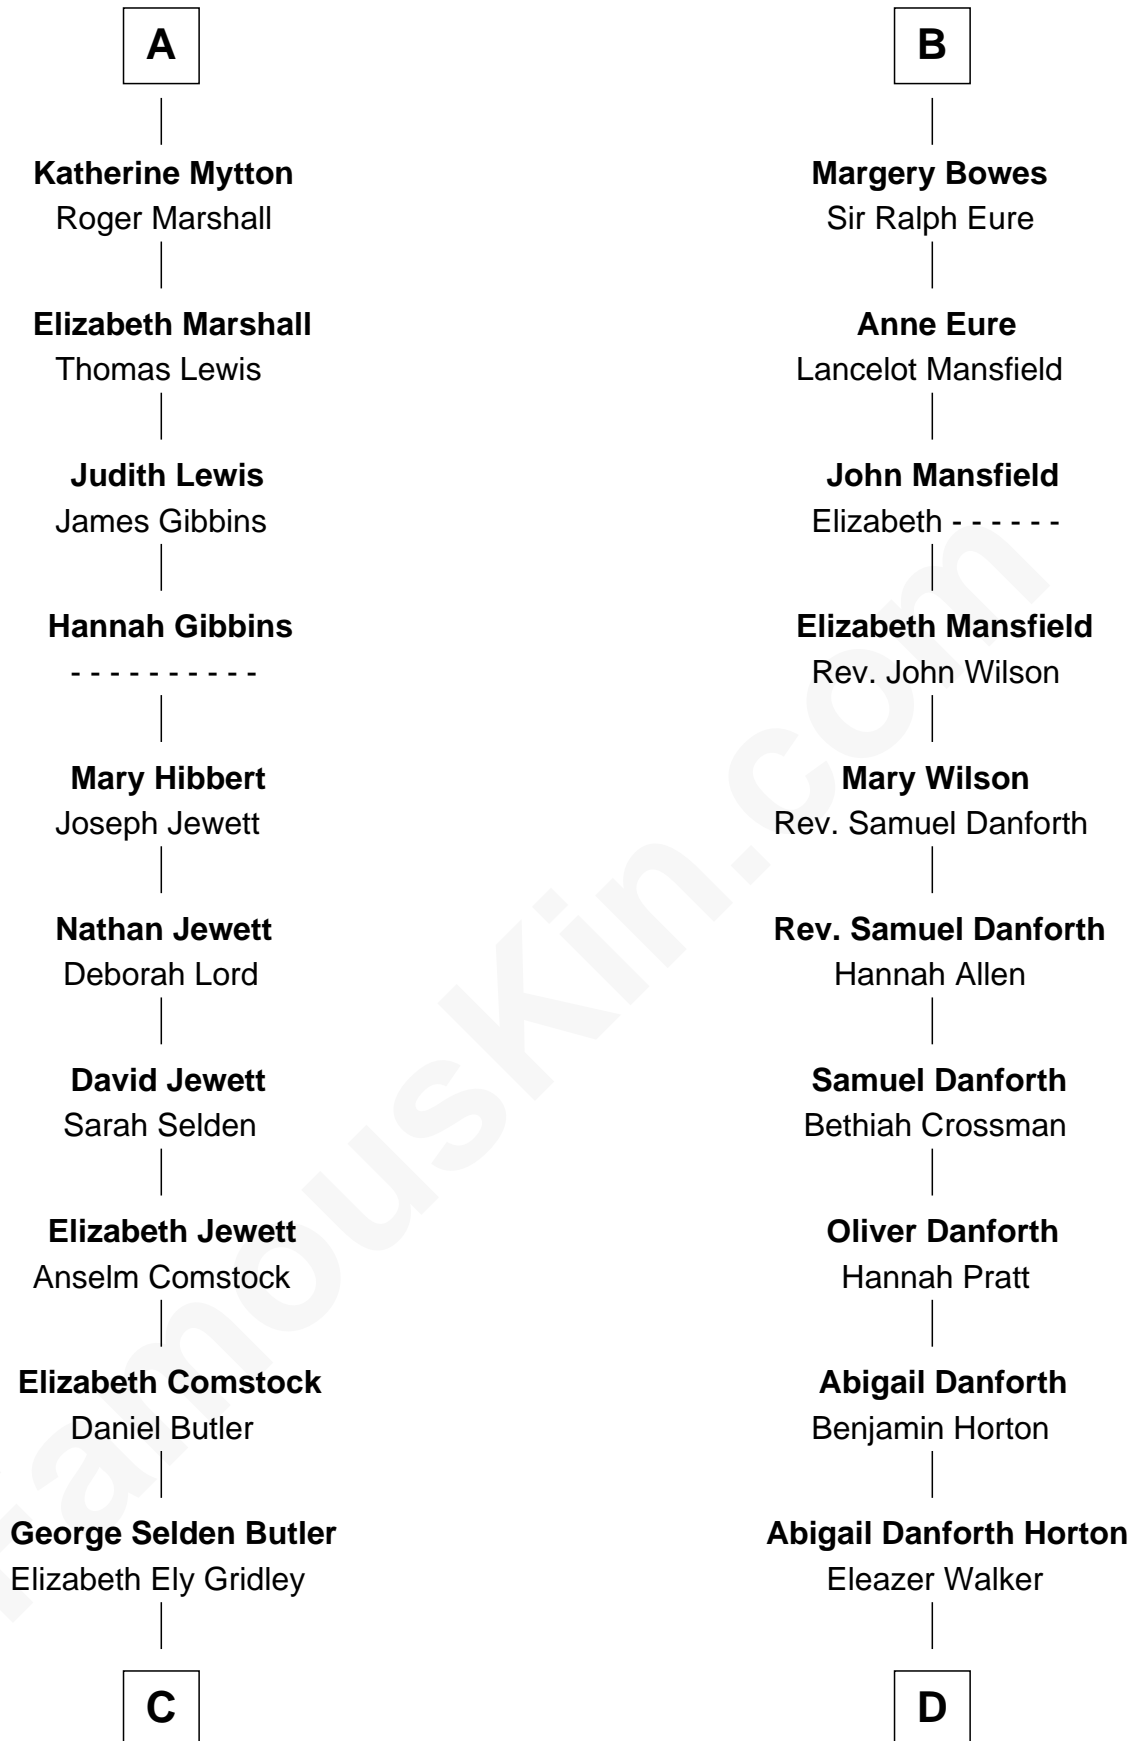 A
Katherine Mytton
Roger Marshall
Elizabeth Marshall
Thomas Lewis
Judith Lewis
James Gibbins
Hannah Gibbins
- - - - - - - - - -
Mary Hibbert
Joseph Jewett
Nathan Jewett
Deborah Lord
David Jewett
Sarah Selden
Elizabeth Jewett
Anselm Comstock
Elizabeth Comstock
Daniel Butler
George Selden Butler
Elizabeth Ely Gridley
C
B
Margery Bowes
Sir Ralph Eure
Anne Eure
Lancelot Mansfield
John Mansfield
Elizabeth - - - - - -
Elizabeth Mansfield
Rev. John Wilson
Mary Wilson
Rev. Samuel Danforth
Rev. Samuel Danforth
Hannah Allen
Samuel Danforth
Bethiah Crossman
Oliver Danforth
Hannah Pratt
Abigail Danforth
Benjamin Horton
Abigail Danforth Horton
Eleazer Walker
D
FamousKin.com